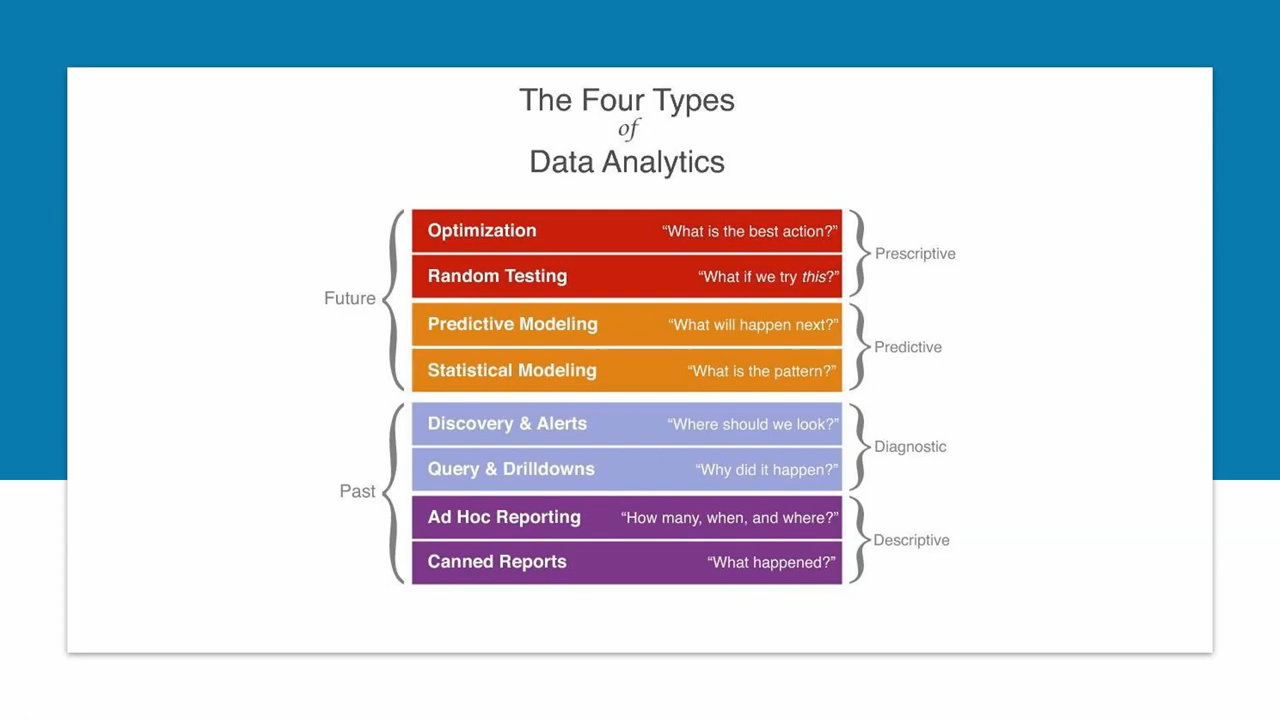 The Four Types
of
Data Analytics
Optimization “What is the best action?”
Random Testing “What if we try this?”
Prescriptive
Future
Predictive Modeling “What will happen next?”
Statistical Modeling “What is the pattern?”
Predictive
Discovery & Alerts “Where should we look?”
Query & Drilldowns “Why did it happen?”
Diagnostic
Past
Ad Hoc Reporting “How many, when, and where?”
Canned Reports “What happened?”
Descriptive